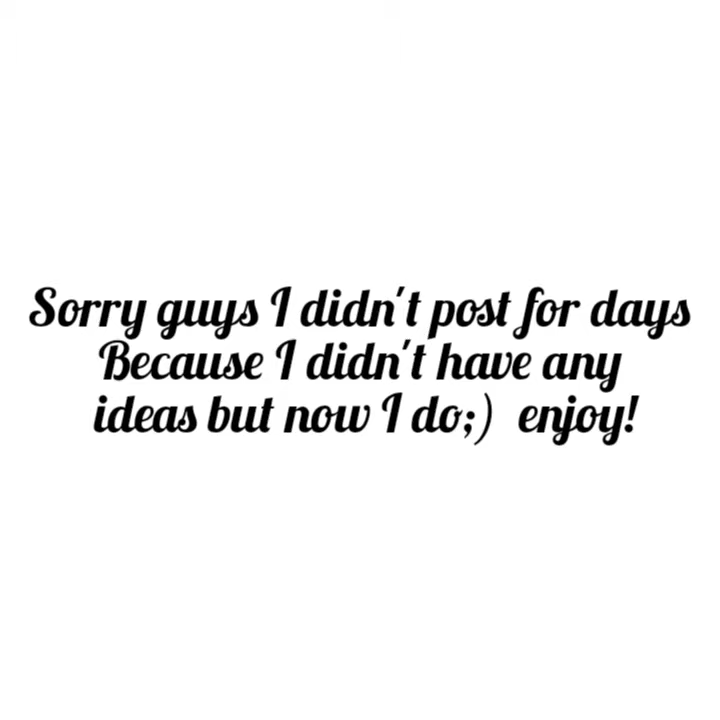 Sorry guys I didn't post for days
Because I didn't have any
ideas but now I do;) enjoy!